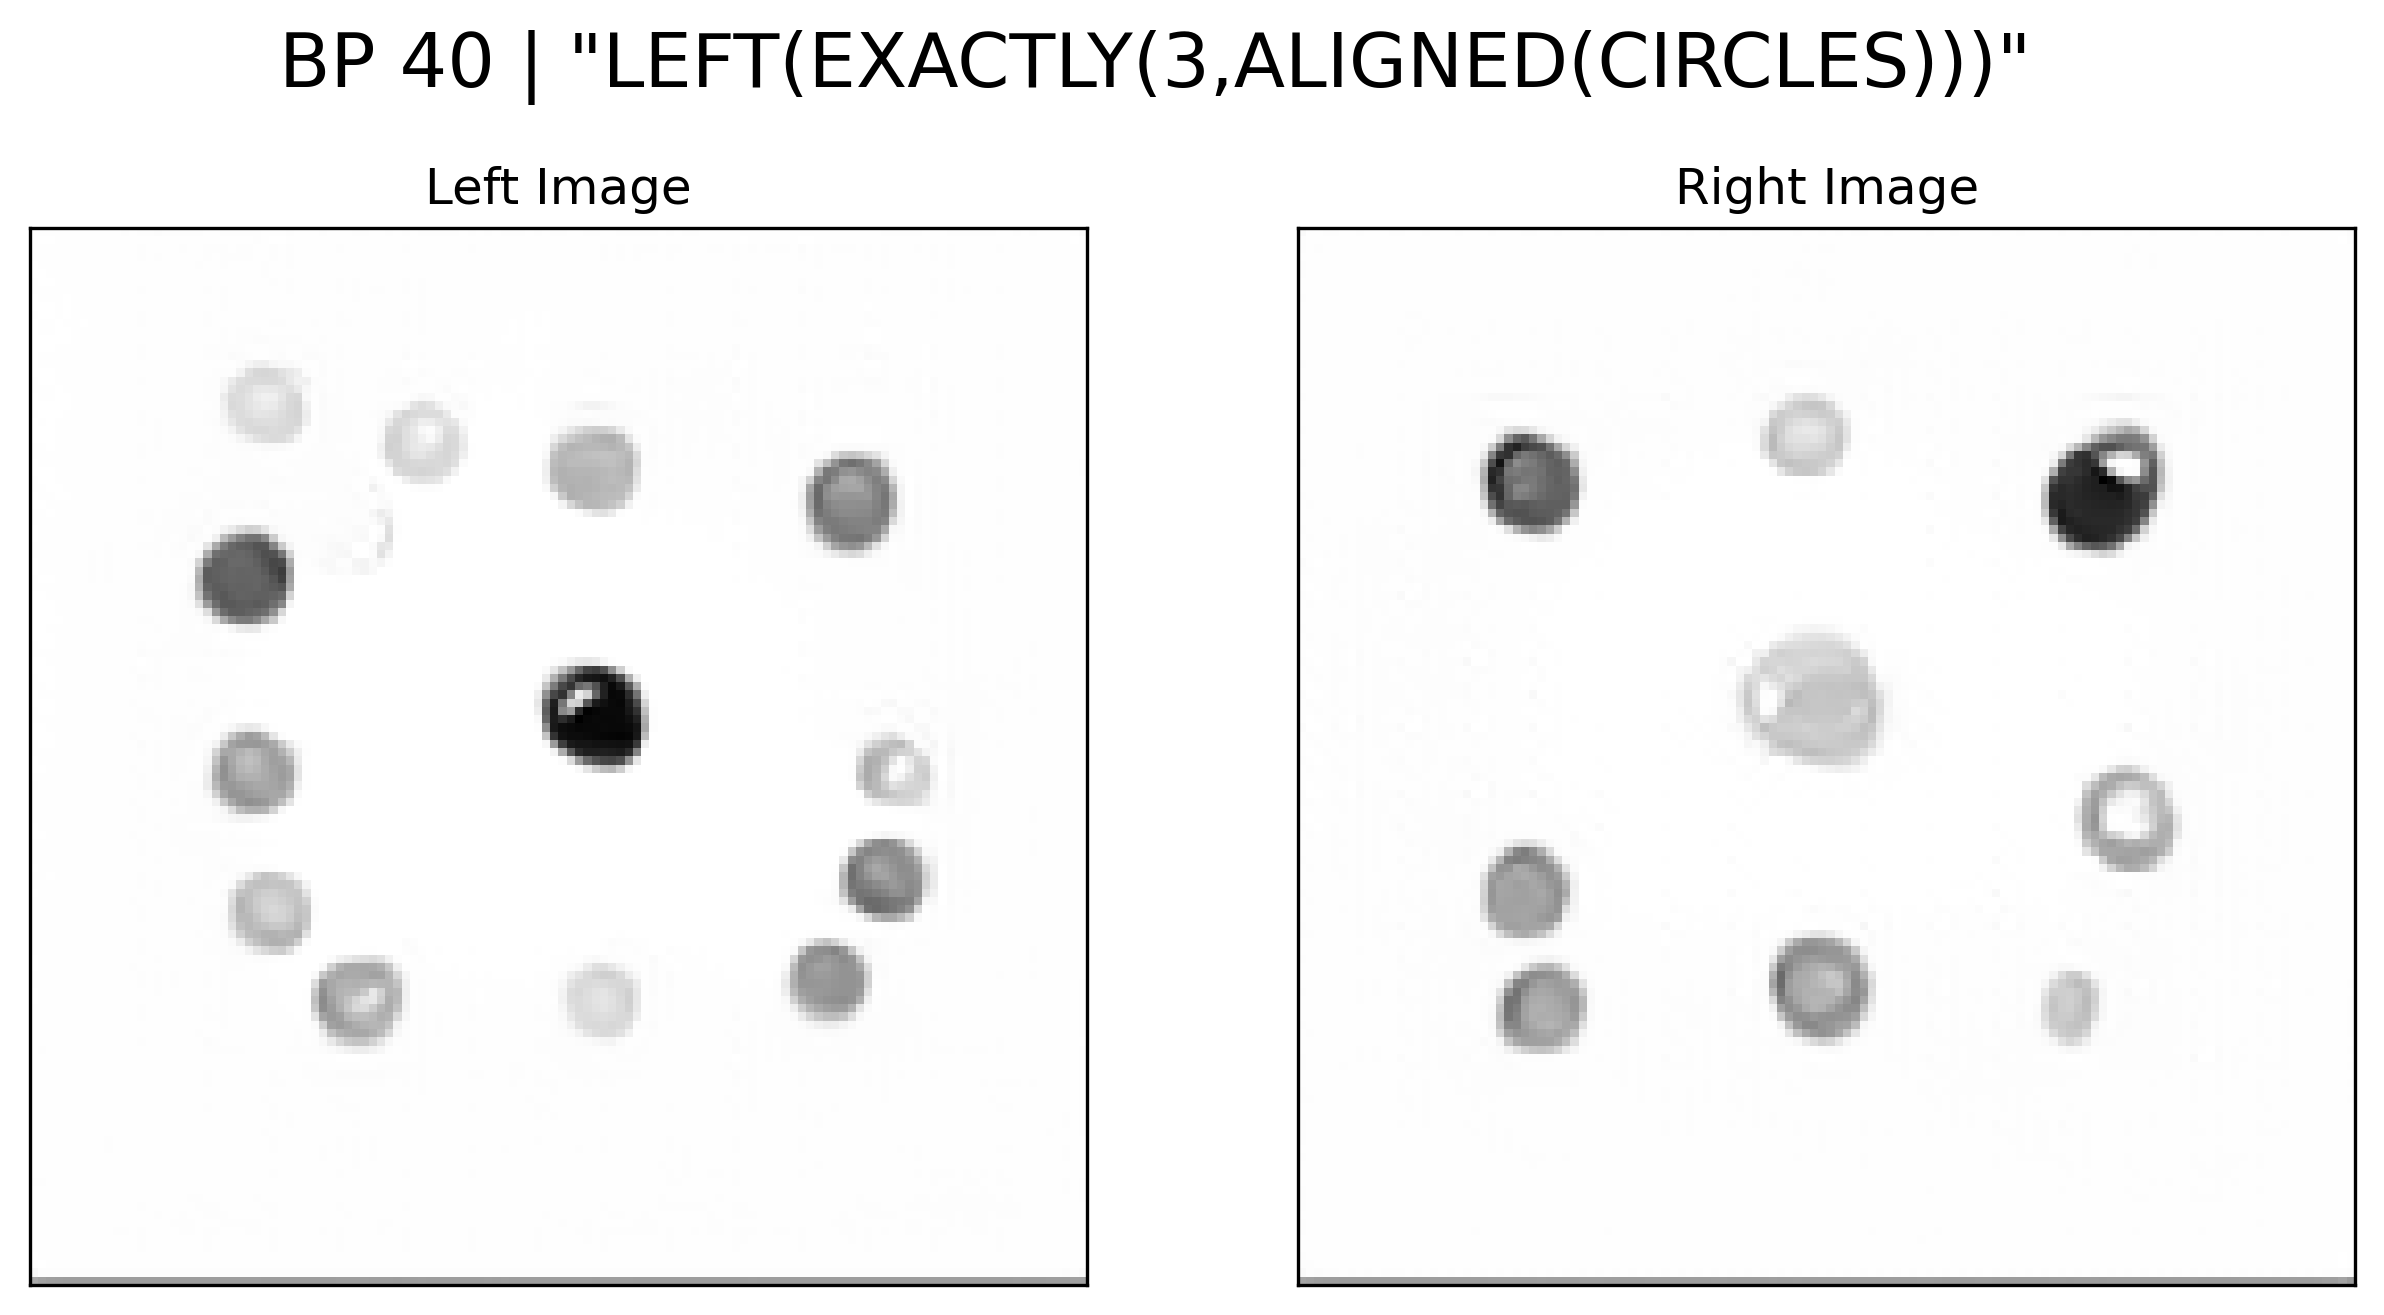 BP 40 | "LEFT(EXACTLY(3,ALIGNED(CIRCLES)))"
Left Image
Right Image